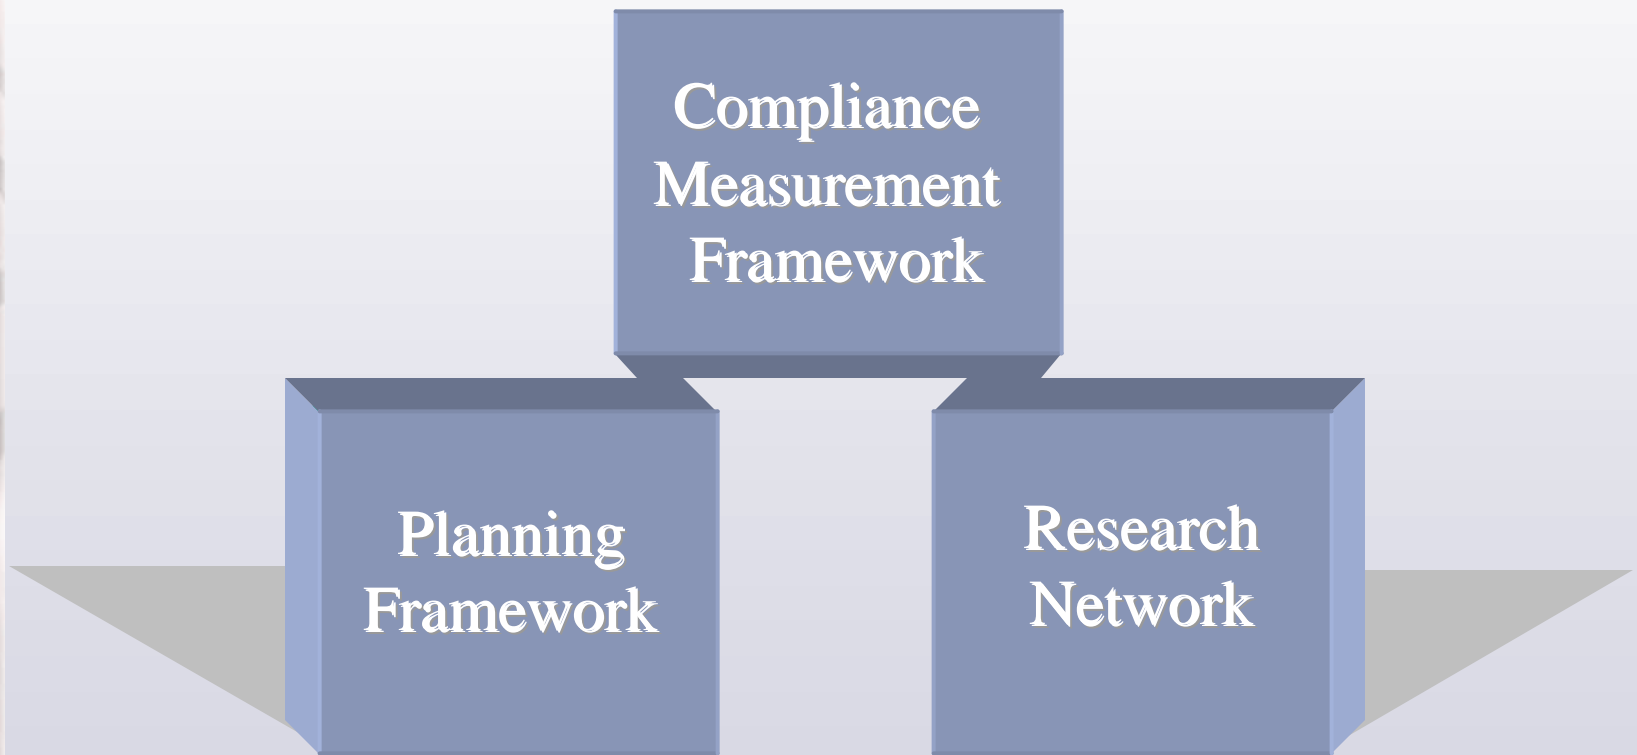 Compliance
Measurement
Framework
Planning
Framework
Research
Network